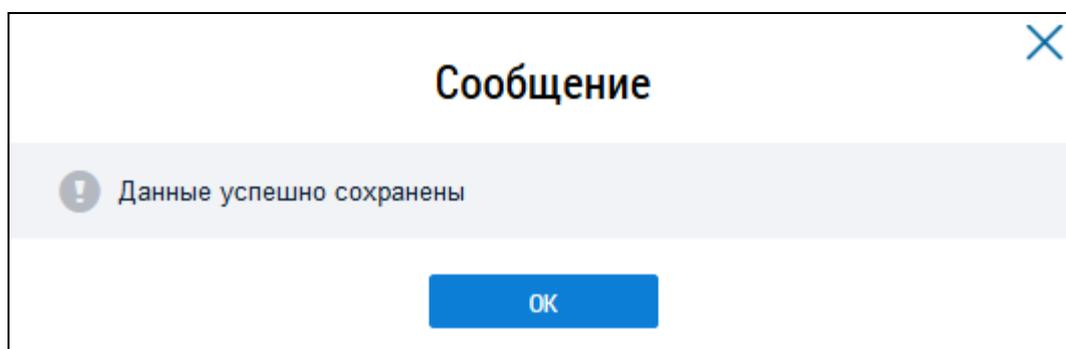 Сообщение
Данные успешно сохранены
ОК